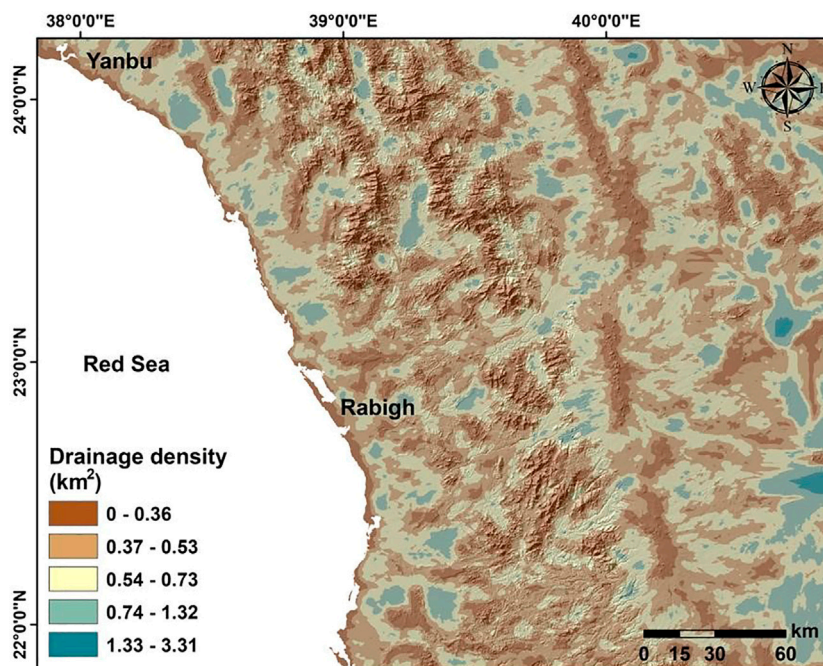 38°0'0"E 39°0'0"E 40°0'0"E
24°0'0"N
23°0'0"N
22°0'0"N
Yanbu
N
W
S
Red Sea
Rabigh
Drainage density
(km²)
0 - 0.36
0.37 - 0.53
0.54 - 0.73
0.74 - 1.32
1.33 - 3.31
km
0 15 30 60